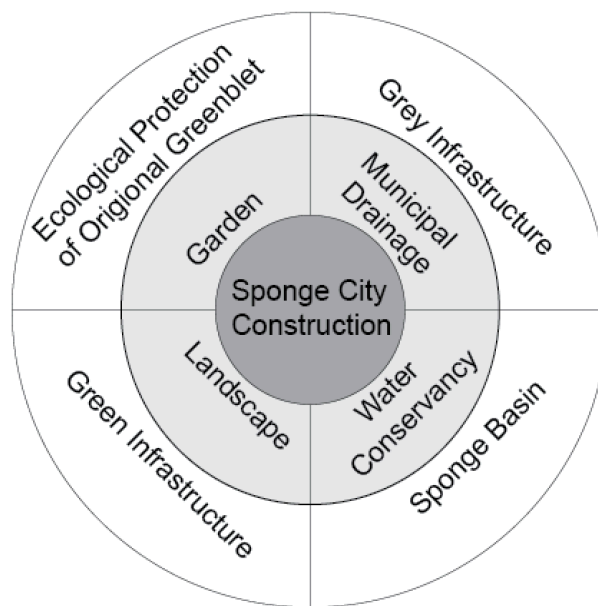 Ecological Protection
of Origional Greenblet
Grey Infrastructure
Garden
Municipal
Drainage
Sponge City
Construction
Landscape
Water
Conservancy
Green Infrastructure
Sponge Basin